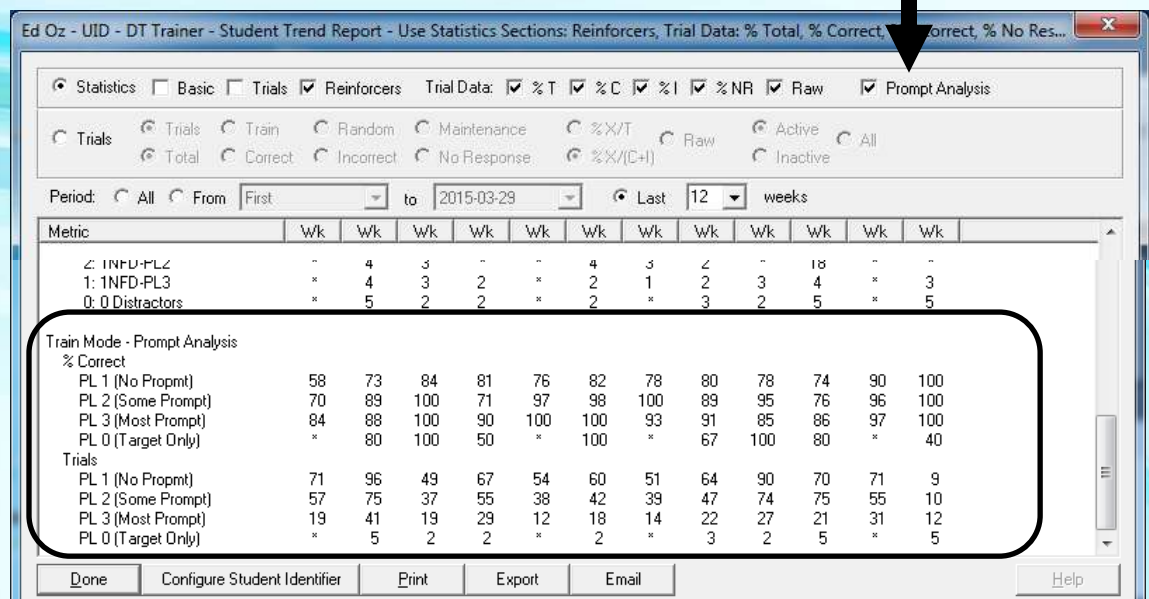 Ed Oz - UID - DT Trainer - Student Trend Report - Use Statistics Sections: Reinforcers, Trial Data: % Total, % Correct, orrect, % No Res...
Statistics Basic Trials Reinforcers Trial Data: % T % C % I % NR Raw Prompt Analysis
Trials Trials Train Random Maintenance % X/T Raw Active All
Total Correct Incorrect No Response % X/(C+I) Inactive
Period: All From First to 2015-03-29 Last 12 weeks
Metric Wk Wk Wk Wk Wk Wk Wk Wk Wk Wk Wk Wk
2: 1NFD-PL2 * 4 3 * * 4 3 2 * 18 * *
1: 1NFD-PL3 * 4 3 2 * 2 1 2 3 4 * 3
0: 0 Distractors * 5 2 2 * 2 * 3 2 5 * 5
Train Mode - Prompt Analysis
% Correct
PL 1 (No Propmt) 58 73 84 81 76 82 78 80 78 74 90 100
PL 2 (Some Prompt) 70 89 100 71 97 98 100 89 95 76 96 100
PL 3 (Most Prompt) 84 88 100 90 100 100 93 91 85 86 97 100
PL 0 (Target Only) * 80 100 50 * 100 * 67 100 80 * 40
Trials
PL 1 (No Propmt) 71 96 49 67 54 60 51 64 90 70 71 9
PL 2 (Some Prompt) 57 75 37 55 38 42 39 47 74 75 55 10
PL 3 (Most Prompt) 19 41 19 29 12 18 14 22 27 21 31 12
PL 0 (Target Only) * 5 2 2 * 2 * 3 2 5 * 5
Done Configure Student Identifier Print Export Email Help